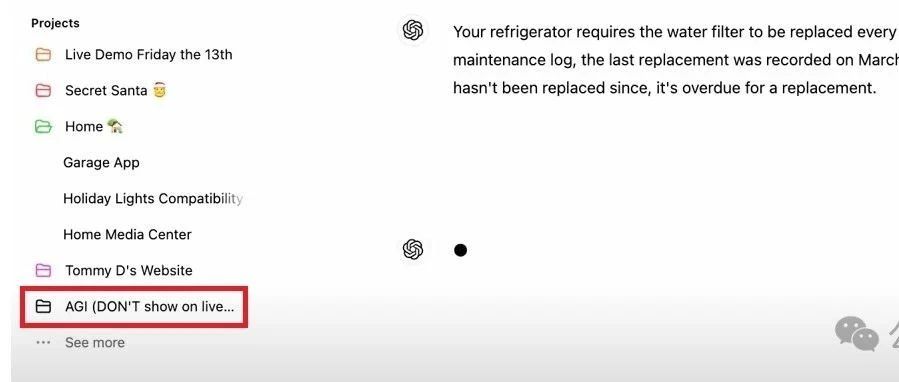 Projects
Live Demo Friday the 13th
Secret Santa 🎅
Home 🏡
Garage App
Holiday Lights Compatibility
Home Media Center
Tommy D's Website
AGI (DON'T show on live...
See more
Your refrigerator requires the water filter to be replaced every
maintenance log, the last replacement was recorded on March
hasn't been replaced since, it's overdue for a replacement.